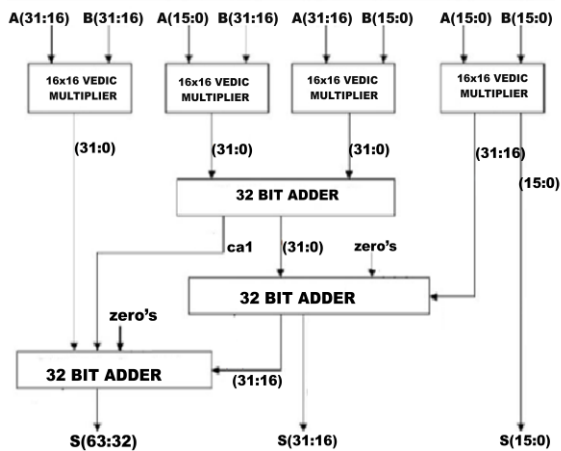 A(31:16) B(31:16) A(15:0) B(31:16) A(31:16) B(15:0) A(15:0) B(15:0)
16x16 VEDIC
MULTIPLIER
16x16 VEDIC
MULTIPLIER
16x16 VEDIC
MULTIPLIER
16x16 VEDIC
MULTIPLIER
(31:0)
(31:0)
(31:0)
(31:16)
(15:0)
32 BIT ADDER
ca1
(31:0)
zero's
32 BIT ADDER
zero's
32 BIT ADDER
(31:16)
S(63:32)
S(31:16)
S(15:0)